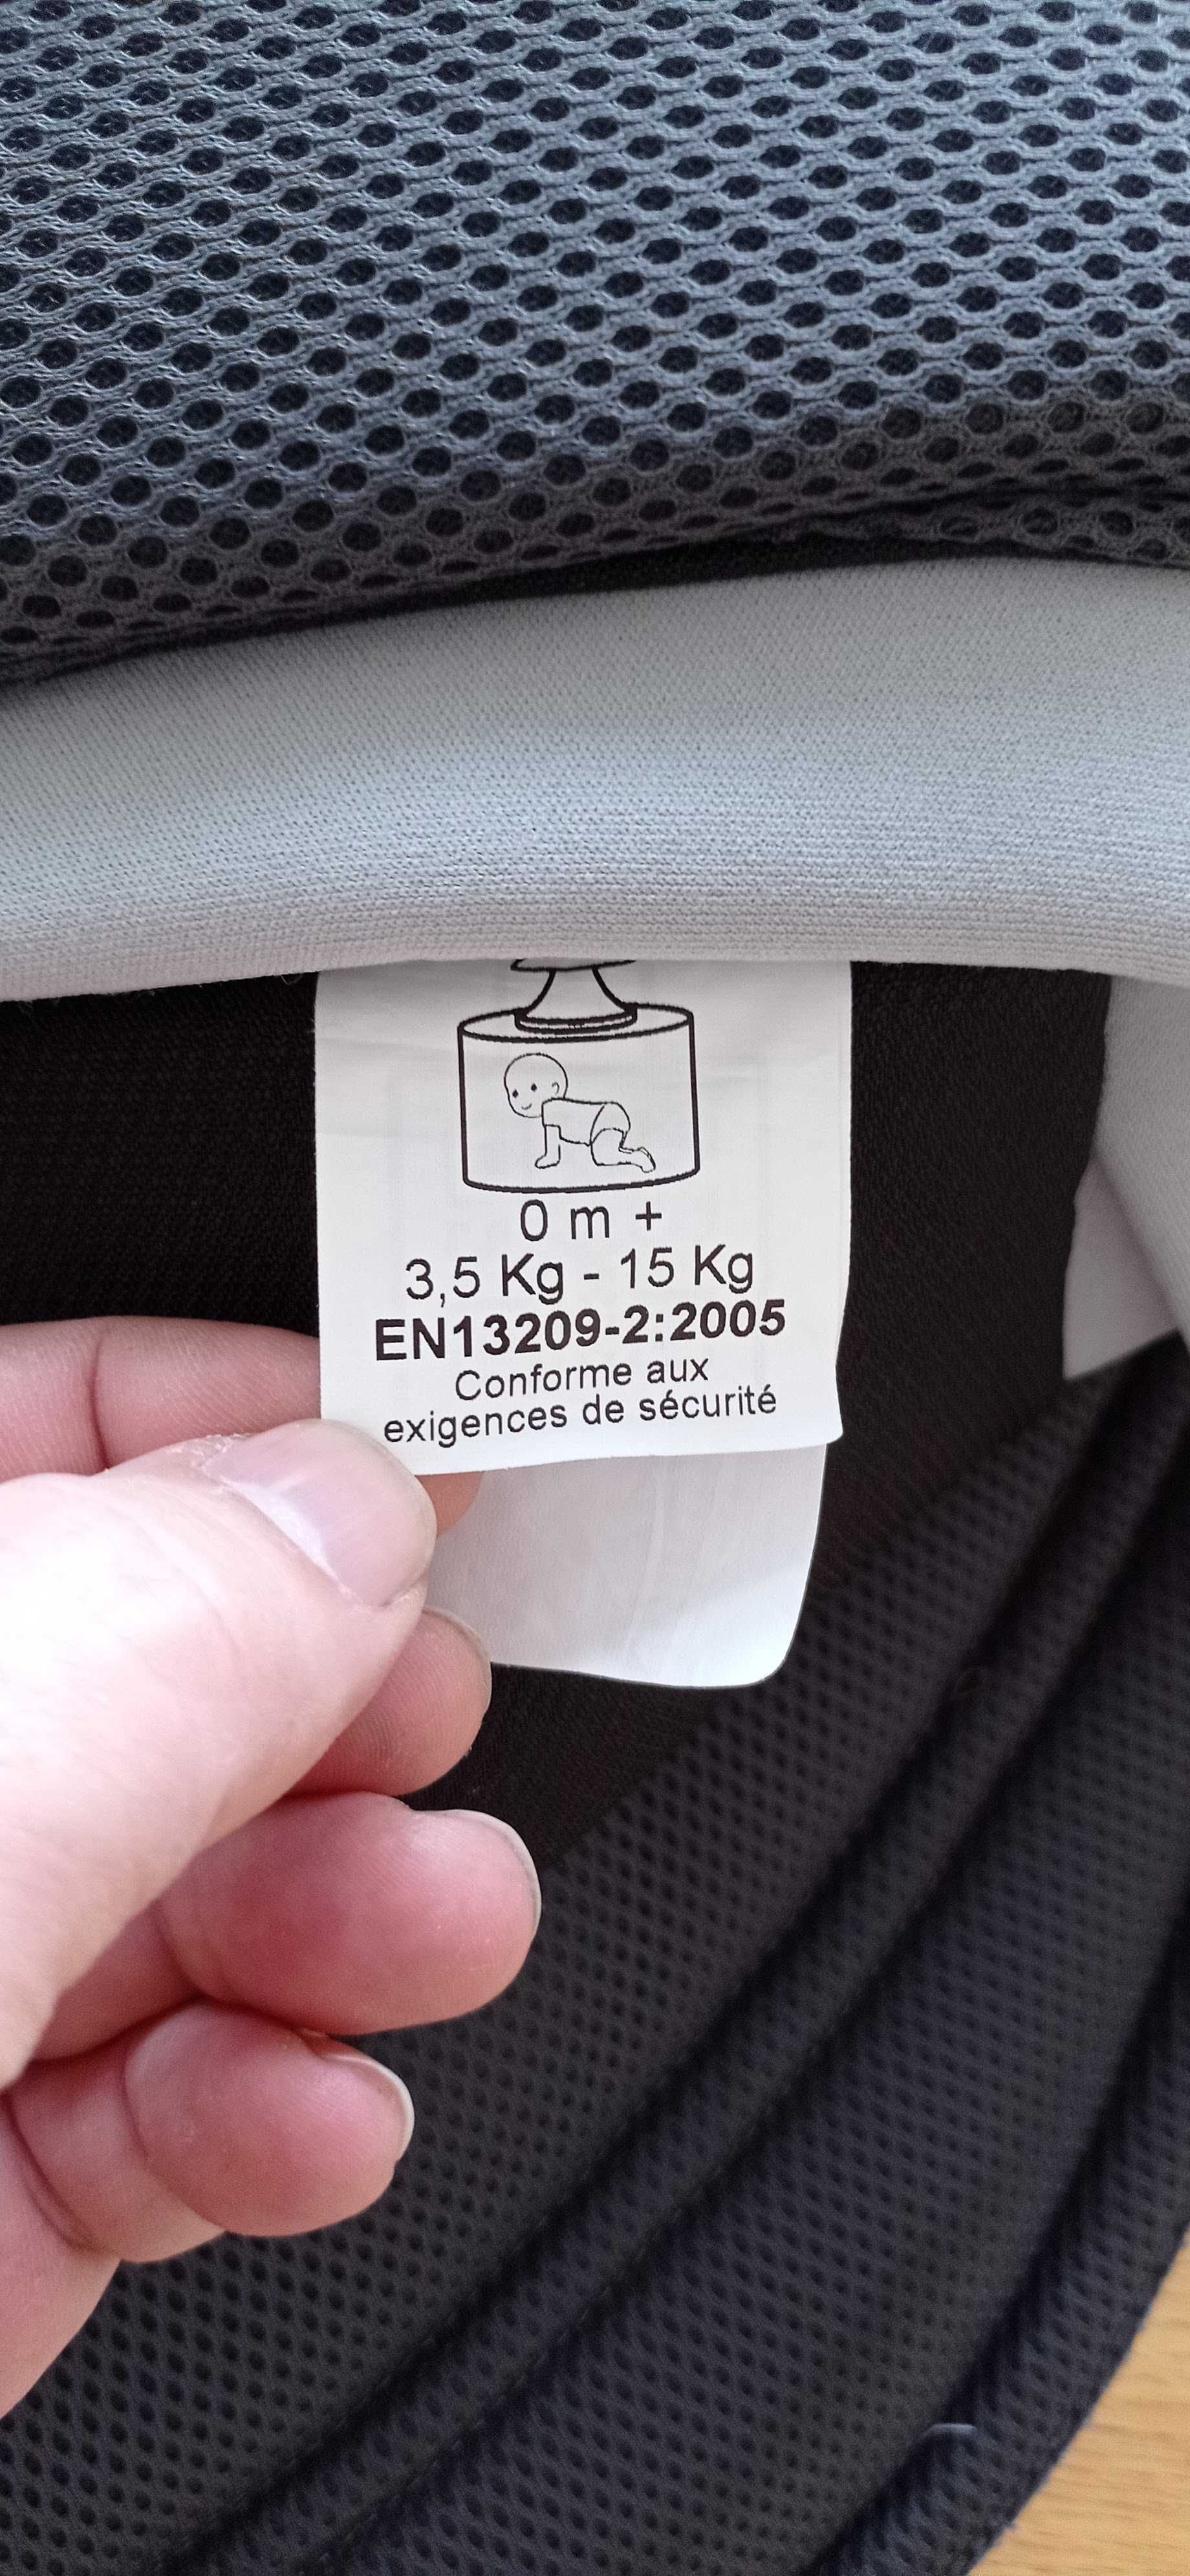 0 m +
3,5 Kg - 15 Kg
EN13209-2:2005
Conforme aux
exigences de sécurité